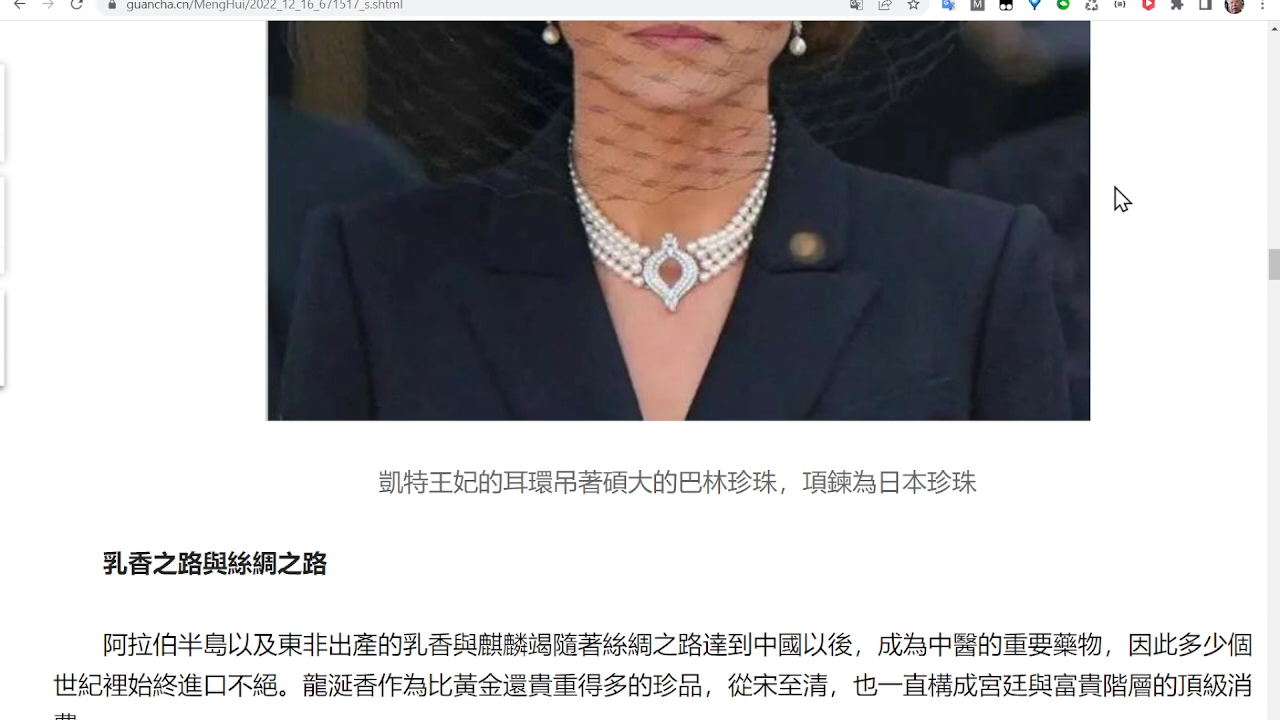 guancha.cn/MengHui/2022_12_16_671517_s.shtml
凱特王妃的耳環吊著碩大的巴林珍珠，項鍊為日本珍珠
乳香之路與絲綢之路
阿拉伯半島以及東非出產的乳香與麒麟竭隨著絲綢之路達到中國以後，成為中醫的重要藥物，因此多少個
世紀裡始終進口不絕。龍涎香作為比黃金還貴重得多的珍品，從宋至清，也一直構成宮廷與富貴階層的頂級消